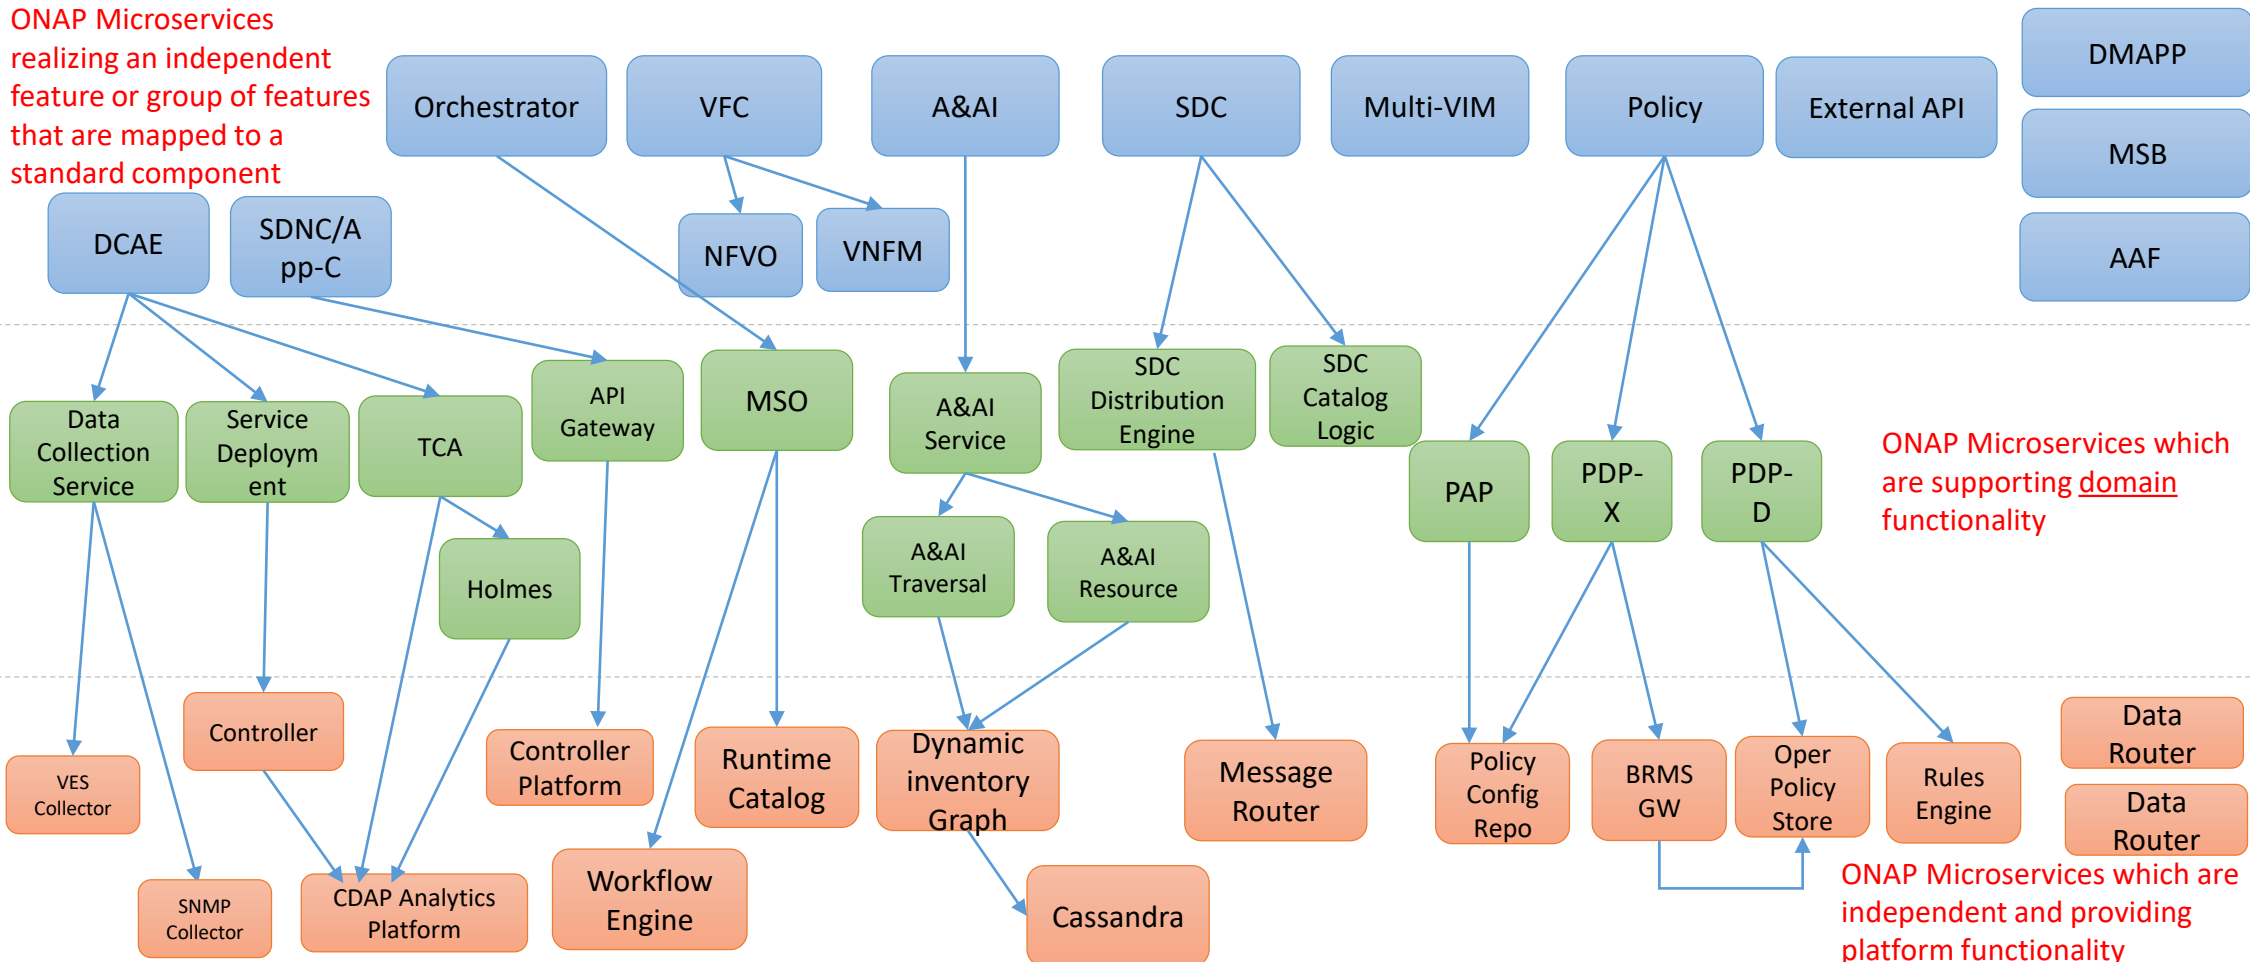 ONAP Microservices
realizing an independent
feature or group of features
that are mapped to a
standard component
Orchestrator
VFC
A&AI
SDC
Multi-VIM
Policy
External API
DMAPP
MSB
AAF
DCAE
SDNC/A
pp-C
NFVO
VNFM
Data
Collection
Service
Service
Deploym
ent
TCA
API
Gateway
MSO
A&AI
Service
SDC
Distribution
Engine
SDC
Catalog
Logic
PAP
PDP-
X
PDP-
D
ONAP Microservices which
are supporting domain
functionality
Holmes
A&AI
Traversal
A&AI
Resource
VES
Collector
Controller
SNMP
Collector
CDAP Analytics
Platform
Controller
Platform
Workflow
Engine
Runtime
Catalog
Dynamic
inventory
Graph
Cassandra
Message
Router
Policy
Config
Repo
BRMS
GW
Oper
Policy
Store
Rules
Engine
Data
Router
Data
Router
ONAP Microservices which are
independent and providing
platform functionality